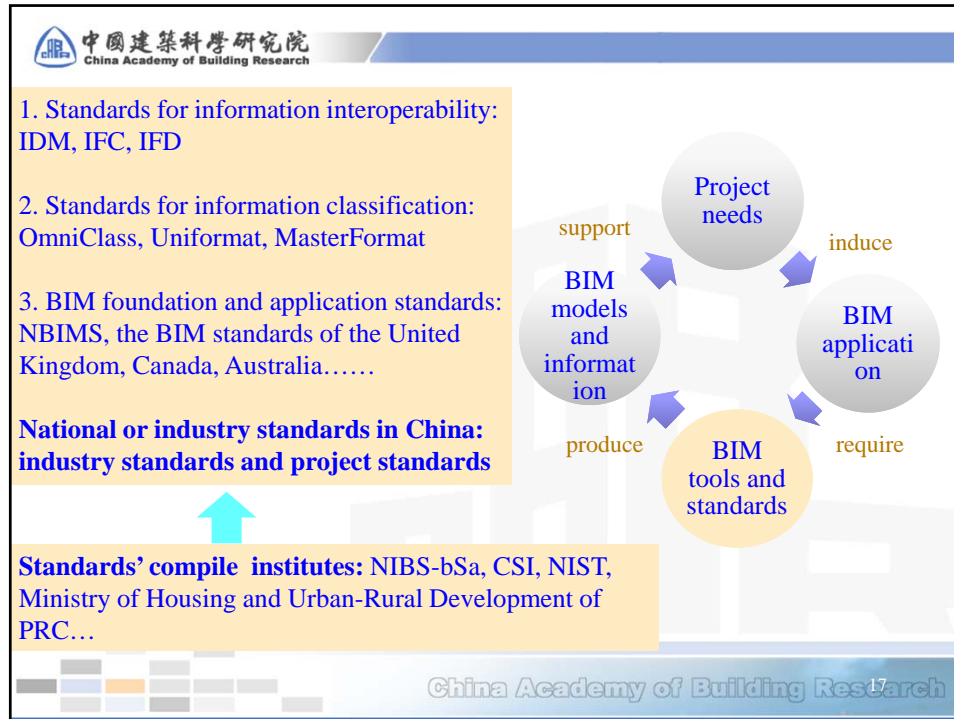 中國建築科學研究院
China Academy of Building Research
1. Standards for information interoperability:
IDM, IFC, IFD
2. Standards for information classification:
OmniClass, Uniformat, MasterFormat
3. BIM foundation and application standards:
NBIMS, the BIM standards of the United
Kingdom, Canada, Australia……
National or industry standards in China:
industry standards and project standards
Standards’ compile institutes: NIBS-bSa, CSI, NIST,
Ministry of Housing and Urban-Rural Development of
PRC…
Project
needs
induce
BIM
applicati
on
require
BIM
tools and
standards
produce
BIM
models
and
informat
ion
support
China Academy of Building Research
17